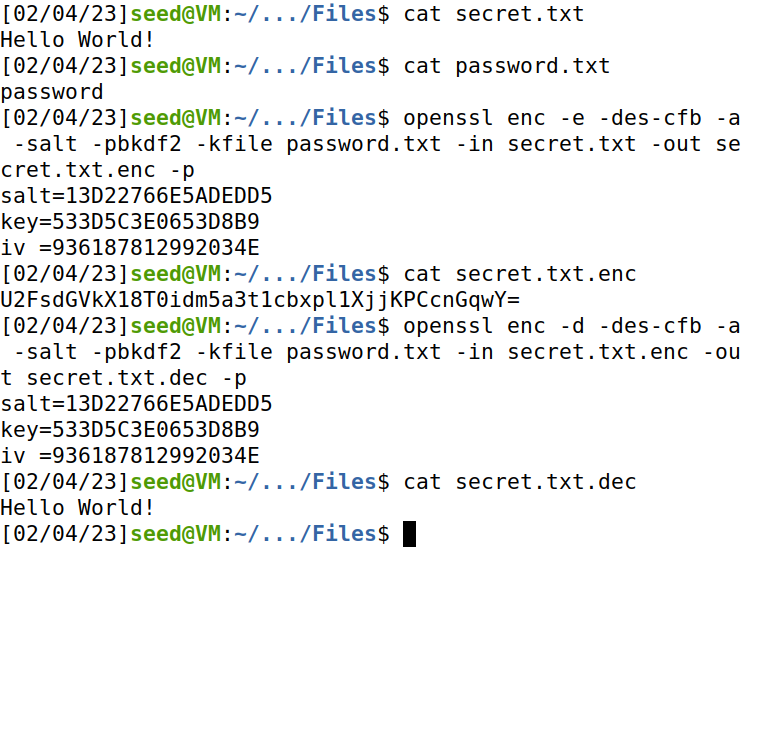 [02/04/23]seed@VM:~/.../Files$ cat secret.txt
Hello World!
[02/04/23]seed@VM:~/.../Files$ cat password.txt
password
[02/04/23]seed@VM:~/.../Files$ openssl enc -e -des-cfb -a
 -salt -pbkdf2 -kfile password.txt -in secret.txt -out se
cret.txt.enc -p
salt=13D22766E5ADEDD5
key=533D5C3E0653D8B9
iv =936187812992034E
[02/04/23]seed@VM:~/.../Files$ cat secret.txt.enc
U2FsdGVkX18T0idm5a3t1cbxpl1XjjKPCcnGqwY=
[02/04/23]seed@VM:~/.../Files$ openssl enc -d -des-cfb -a
 -salt -pbkdf2 -kfile password.txt -in secret.txt.enc -ou
t secret.txt.dec -p
salt=13D22766E5ADEDD5
key=533D5C3E0653D8B9
iv =936187812992034E
[02/04/23]seed@VM:~/.../Files$ cat secret.txt.dec
Hello World!
[02/04/23]seed@VM:~/.../Files$